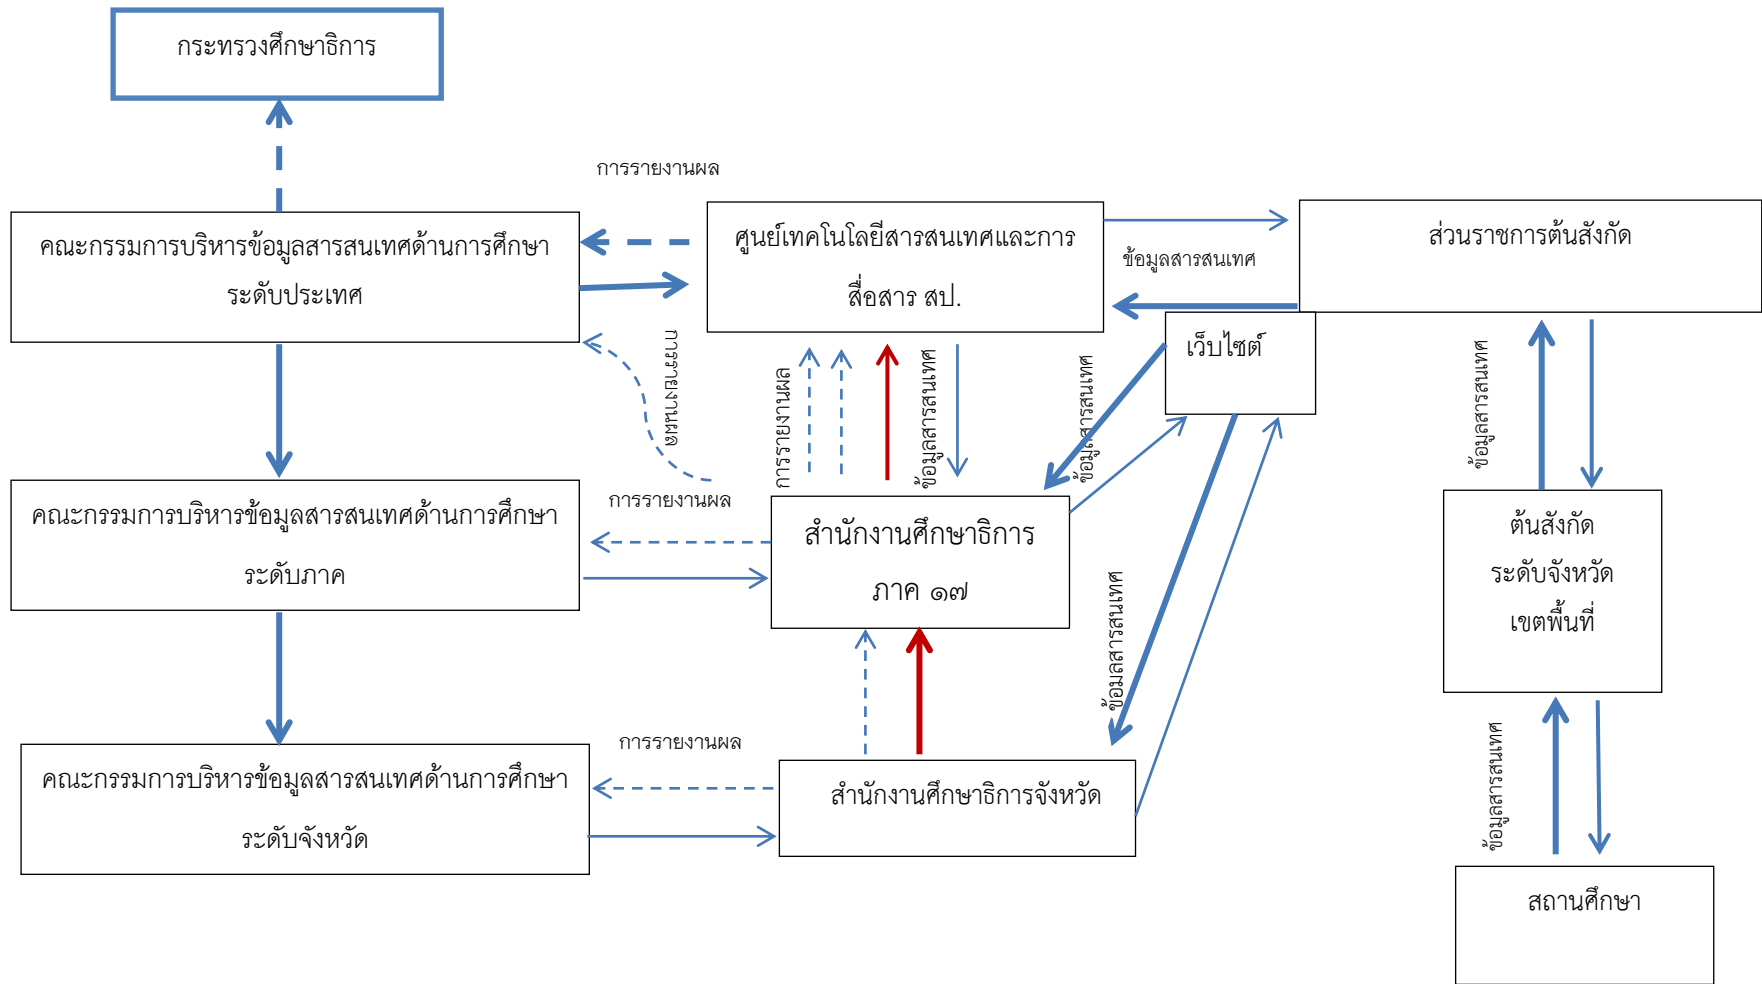 กระทรวงศึกษาธิการ
การรายงานผล
คณะกรรมการบริหารข้อมูลสารสนเทศด้านการศึกษา
ระดับประเทศ
ศูนย์เทคโนโลยีสารสนเทศและการ
สื่อสาร สป.
ส่วนราชการต้นสังกัด
ข้อมูลสารสนเทศ
เว็บไซต์
การรายงานผล
การรายงานผล
ข้อมูลสารสนเทศ
ข้อมูลสารสนเทศ
ข้อมูลสารสนเทศ
คณะกรรมการบริหารข้อมูลสารสนเทศด้านการศึกษา
ระดับภาค
การรายงานผล
สำนักงานศึกษาธิการ
ภาค ๑๗
ต้นสังกัด
ระดับจังหวัด
เขตพื้นที่
ข้อมูลสารสนเทศ
ข้อมูลสารสนเทศ
การรายงานผล
คณะกรรมการบริหารข้อมูลสารสนเทศด้านการศึกษา
ระดับจังหวัด
สำนักงานศึกษาธิการจังหวัด
สถานศึกษา